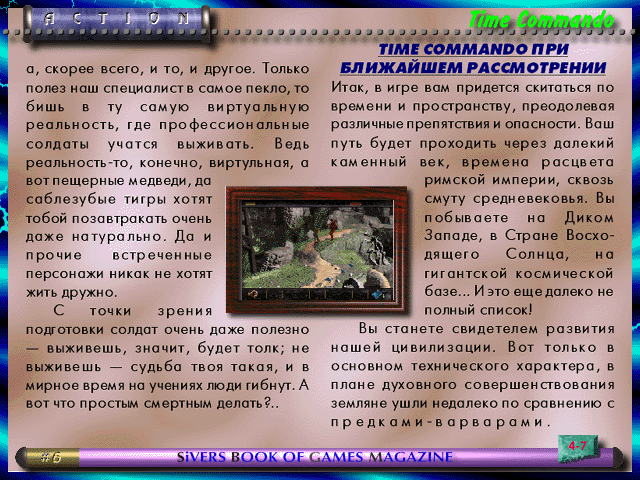 ACTION
Time Commando
а, скорее всего, и то, и другое. Только
полез наш специалист в самое пекло, то
бишь в ту самую виртуальную
реальность, где профессиональные
солдаты учатся выживать. Ведь
реальность-то, конечно, виртульная, а
вот пещерные медведи, да
саблезубые тигры хотят
тобой позавтракать очень
даже натурально. Да и
прочие встреченные
персонажи никак не хотят
жить дружно.
С точки зрения
подготовки солдат очень даже полезно
— выживешь, значит, будет толк; не
выживешь — судьба твоя такая, и в
мирное время на учениях люди гибнут. А
вот что простым смертным делать?..
TIME COMMANDO ПРИ
БЛИЖАЙШЕМ РАССМОТРЕНИИ
Итак, в игре вам придется скитаться по
времени и пространству, преодолевая
различные препятствия и опасности. Ваш
путь будет проходить через далекий
каменный век, времена расцвета
римской империи, сквозь
смуту средневековья. Вы
побываете на Диком
Западе, в Стране Восхо-
дящего Солнца, на
гигантской космической
базе... И это еще далеко не
полный список!
Вы станете свидетелем развития
нашей цивилизации. Вот только в
основном технического характера, в
плане духовного совершенствования
земляне ушли недалеко по сравнению с
предками-варварами.
#6
SiVERS BOOK OF GAMES MAGAZINE
4-7